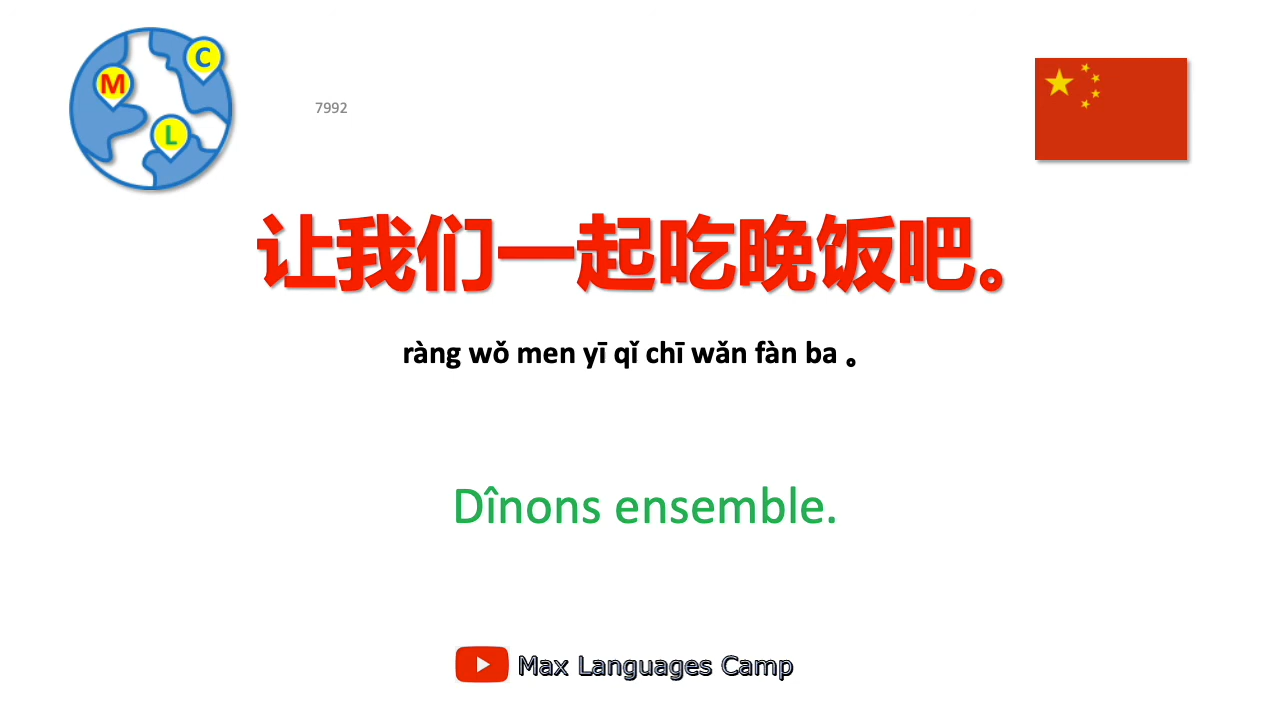 C
M
L
7992
让我们一起吃晚饭吧。
ràng wǒ men yī qǐ chī wǎn fàn ba 。
Dînons ensemble.
Max Languages Camp